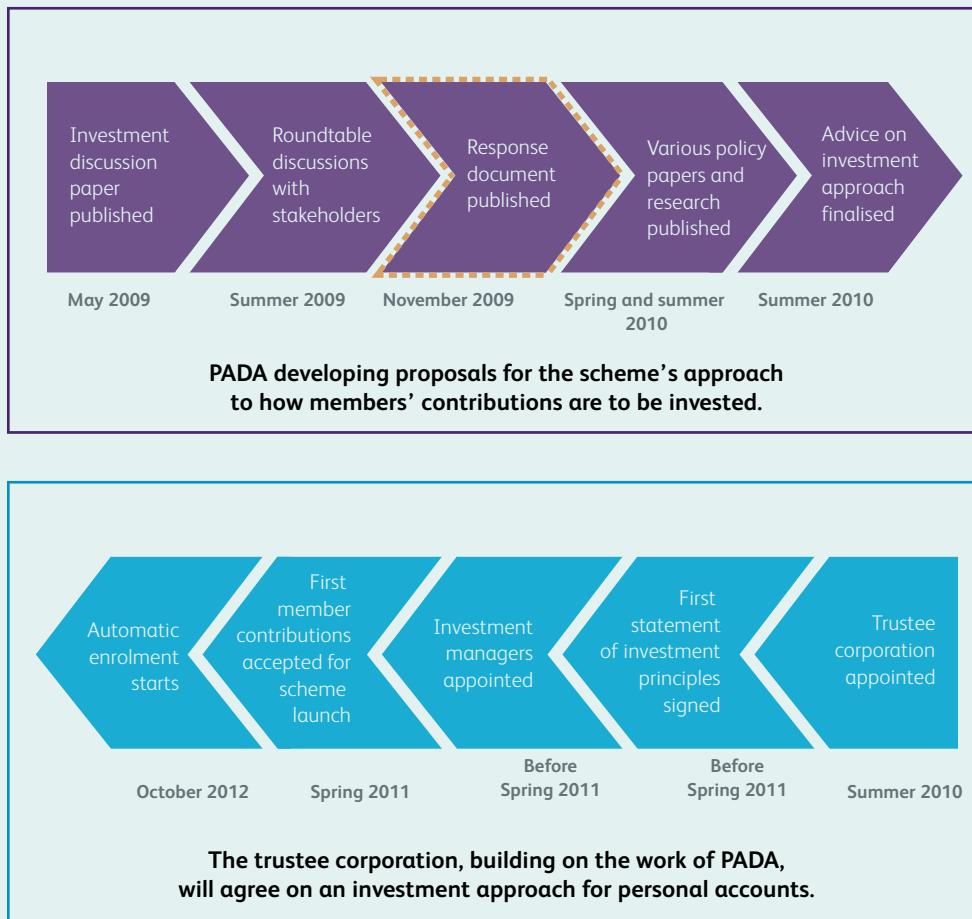 Investment
discussion
paper
published
Roundtable
discussions
with
stakeholders
Response
document
published
Various policy
papers and
research
published
Advice on
investment
approach
finalised
May 2009
Summer 2009
November 2009
Spring and summer
2010
Summer 2010
PADA developing proposals for the scheme’s approach
to how members’ contributions are to be invested.
Automatic
enrolment
starts
First
member
contributions
accepted for
scheme
launch
Investment
managers
appointed
First
statement
of investment
principles
signed
Trustee
corporation
appointed
October 2012
Spring 2011
Before
Spring 2011
Before
Spring 2011
Summer 2010
The trustee corporation, building on the work of PADA,
will agree on an investment approach for personal accounts.